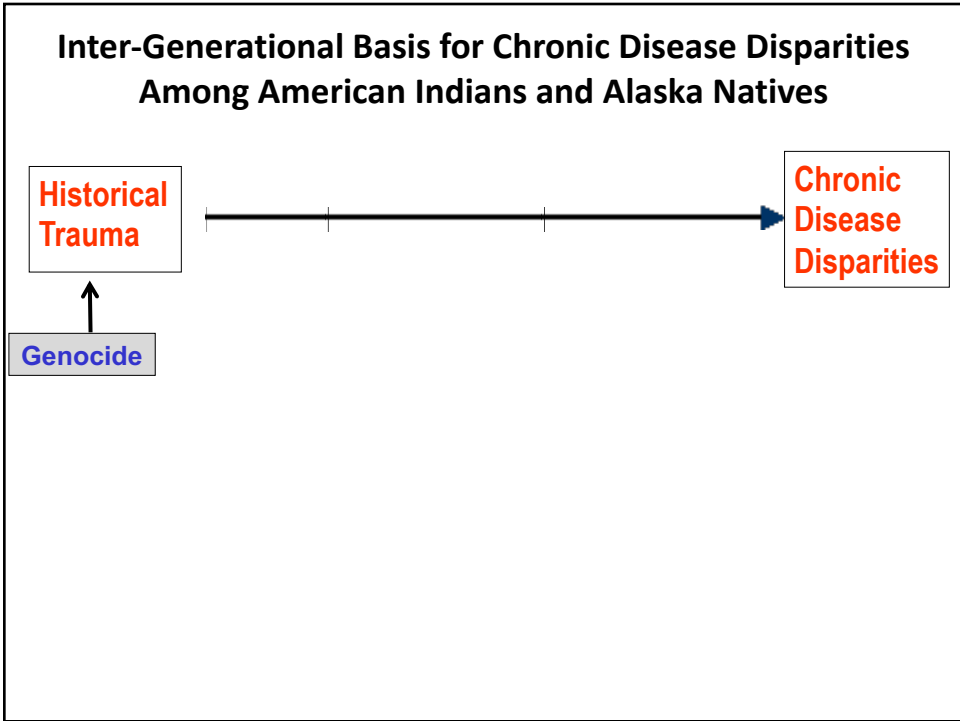 Inter-Generational Basis for Chronic Disease Disparities
Among American Indians and Alaska Natives
Historical
Trauma
Chronic
Disease
Disparities
Genocide